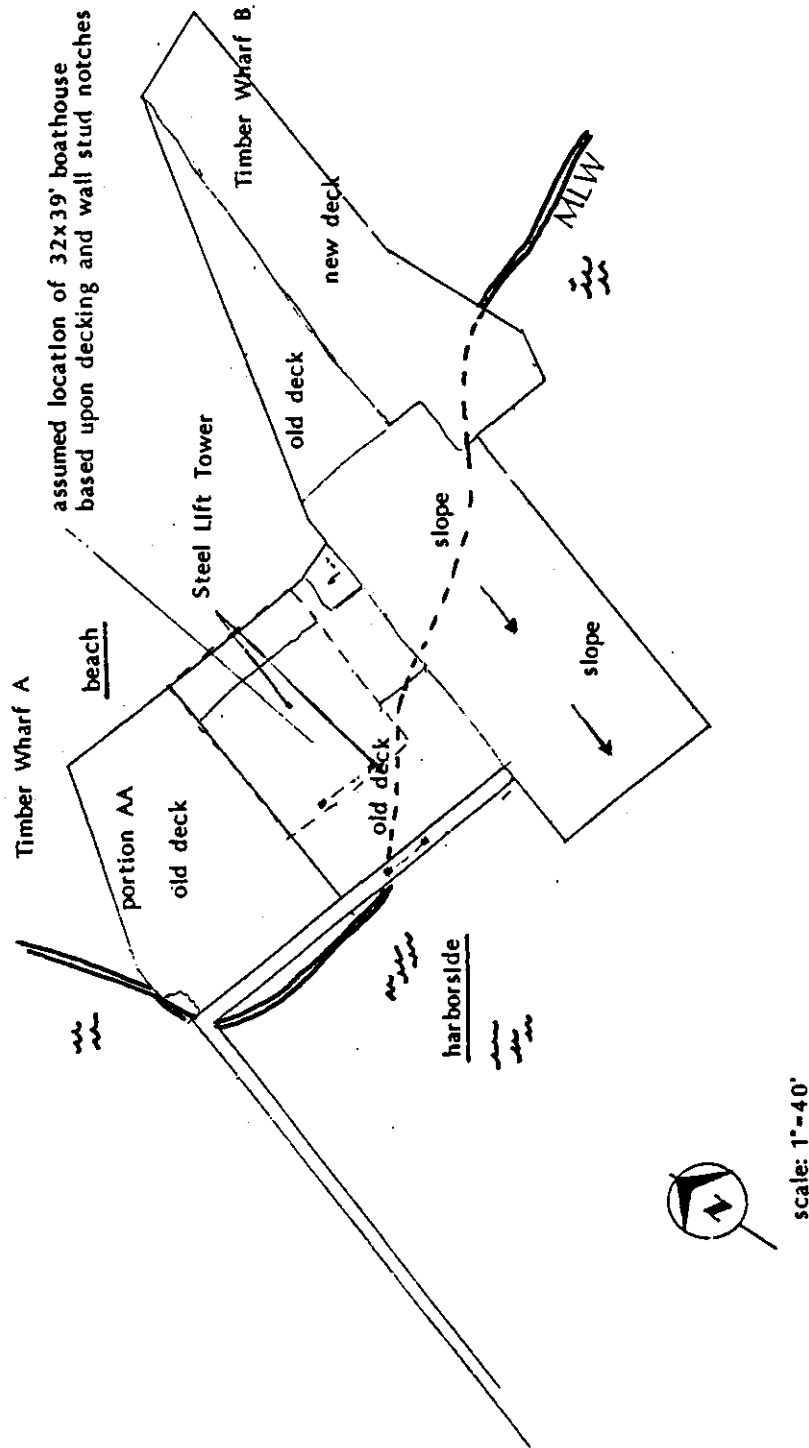 Timber Wharf A
assumed location of 32x39' boathouse
based upon decking and wall stud notches
beach
Steel Lift Tower
Timber Wharf B
portion AA
old deck
old deck
new deck
old deck
slope
slope
MLW
harborside
N
scale: 1"=40'